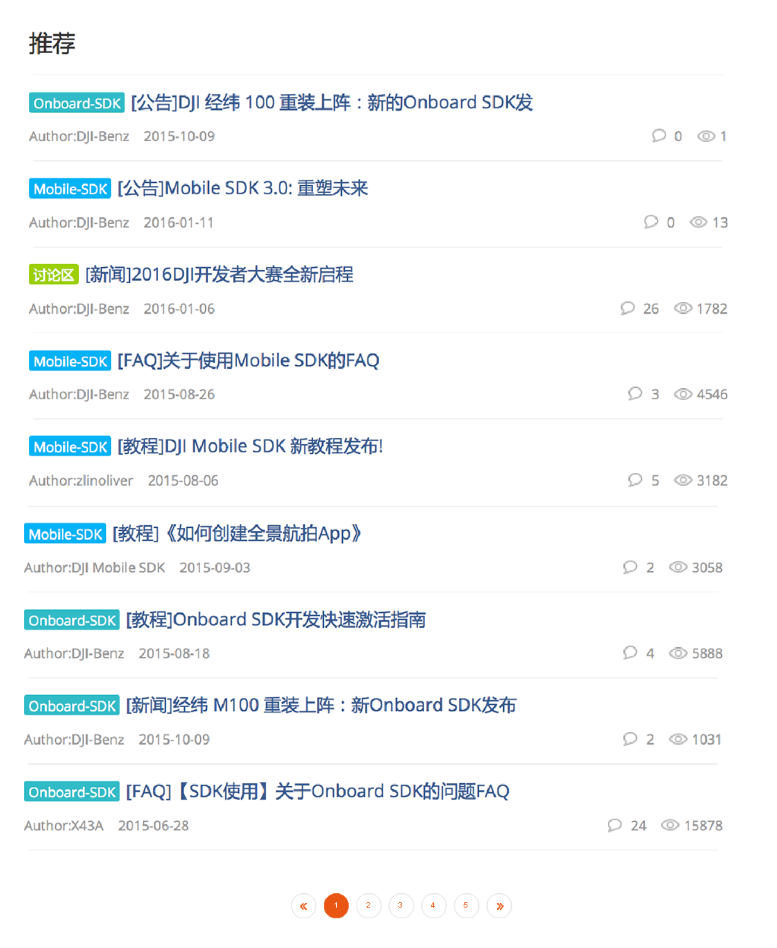 推荐
Onboard-SDK [公告]DJI 经纬 100 重装上阵：新的Onboard SDK发
Author:DJI-Benz 2015-10-09 0 1
Mobile-SDK [公告]Mobile SDK 3.0: 重塑未来
Author:DJI-Benz 2016-01-11 0 13
讨论区 [新闻]2016DJI开发者大赛全新启程
Author:DJI-Benz 2016-01-06 26 1782
Mobile-SDK [FAQ]关于使用Mobile SDK的FAQ
Author:DJI-Benz 2015-08-26 3 4546
Mobile-SDK [教程]DJI Mobile SDK 新教程发布!
Author:zlinoliver 2015-08-06 5 3182
Mobile-SDK [教程]《如何创建全景航拍App》
Author:DJI Mobile SDK 2015-09-03 2 3058
Onboard-SDK [教程]Onboard SDK开发快速激活指南
Author:DJI-Benz 2015-08-18 4 5888
Onboard-SDK [新闻]经纬 M100 重装上阵：新Onboard SDK发布
Author:DJI-Benz 2015-10-09 2 1031
Onboard-SDK [FAQ]【SDK使用】关于Onboard SDK的问题FAQ
Author:X43A 2015-06-28 24 15878
« 1 2 3 4 5 »